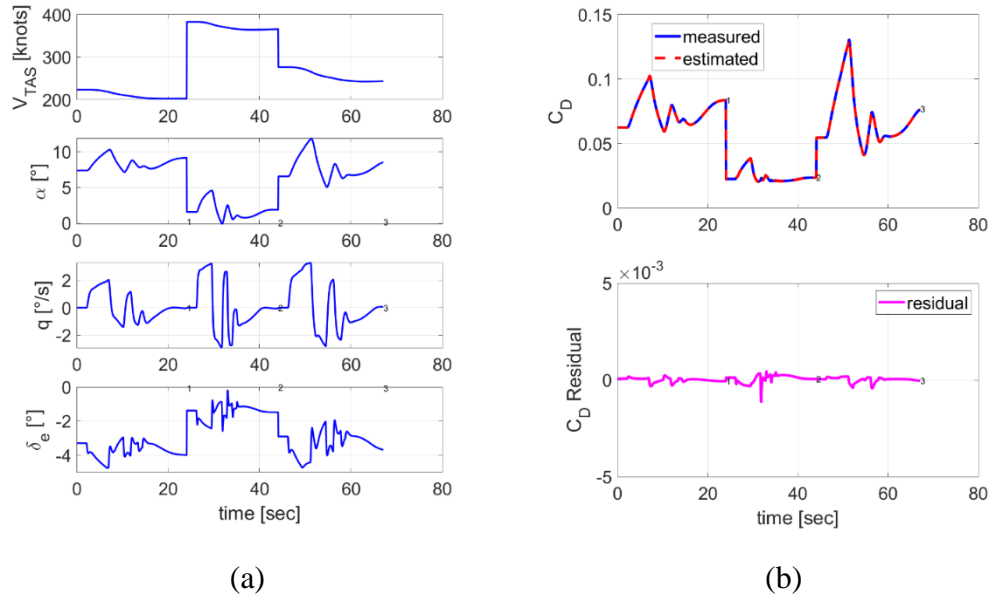 400
300
200
V_TAS [knots]
0 20 40 60 80
10
5
0
α [°]
1 2 3
0 20 40 60 80
2
0
-2
q [°/s]
1 2 3
0 20 40 60 80
0
-2
-4
δ_e [°]
1 2 3
0 20 40 60 80
time [sec]
(a)
0.15
0.1
0.05
0
C_D
measured
estimated
1
2
3
0 20 40 60 80
×10⁻³
5
0
-5
C_D Residual
residual
1 2 3
0 20 40 60 80
time [sec]
(b)